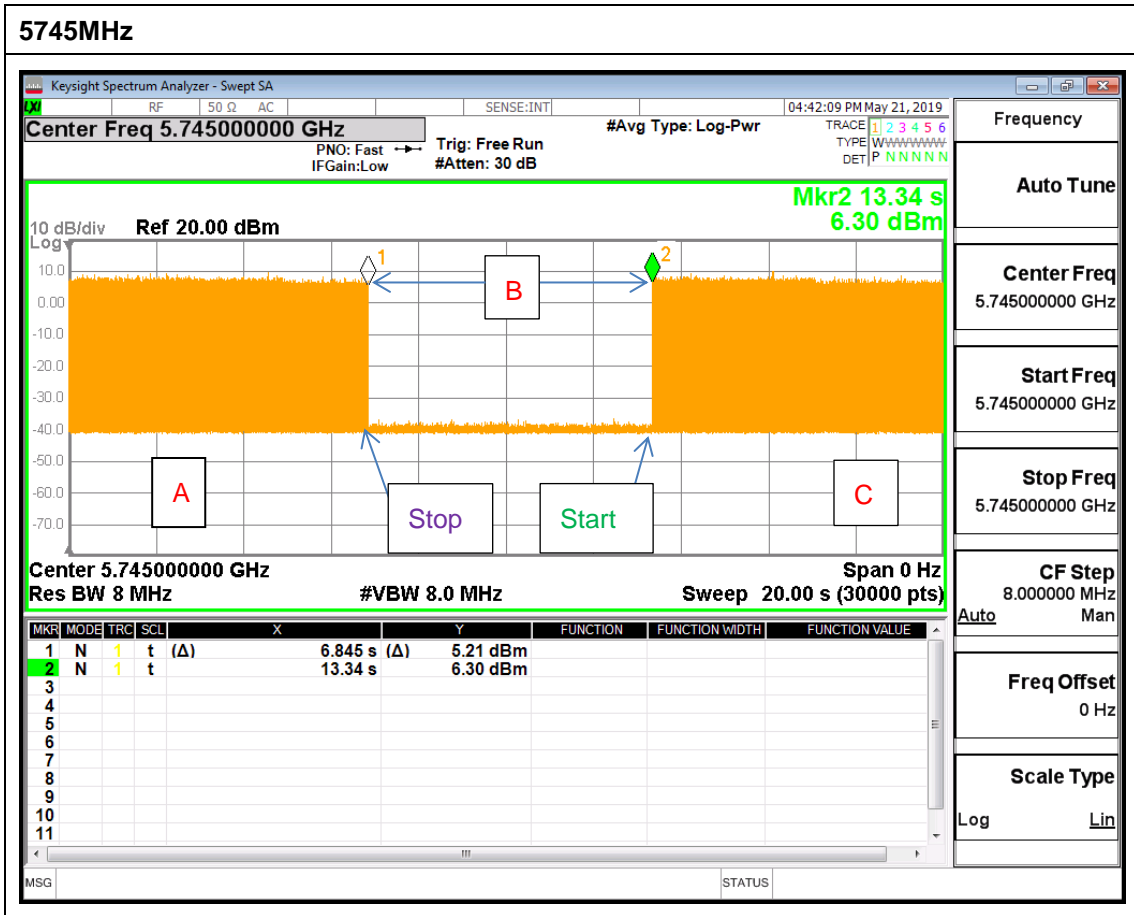 5745MHz
Keysight Spectrum Analyzer - Swept SA
LXI RF 50 Ω AC SENSE:INT 04:42:09 PM May 21, 2019
Center Freq 5.745000000 GHz #Avg Type: Log-Pwr TRACE 1 2 3 4 5 6
PNO: Fast Trig: Free Run TYPE WWWWWWW
IFGain:Low #Atten: 30 dB DET P N N N N N
Mkr2 13.34 s
6.30 dBm
10 dB/div Ref 20.00 dBm
Log
10.0
0.00
-10.0
-20.0
-30.0
-40.0
-50.0
-60.0
-70.0
1
2
B
A
C
Stop
Start
Center 5.745000000 GHz Span 0 Hz
Res BW 8 MHz #VBW 8.0 MHz Sweep 20.00 s (30000 pts)
MKR MODE TRC SCL X Y FUNCTION FUNCTION WIDTH FUNCTION VALUE
1 N 1 t (Δ) 6.845 s (Δ) 5.21 dBm
2 N 1 t 13.34 s 6.30 dBm
3
4
5
6
7
8
9
10
11
MSG STATUS
Frequency
Auto Tune
Center Freq
5.745000000 GHz
Start Freq
5.745000000 GHz
Stop Freq
5.745000000 GHz
CF Step
8.000000 MHz
Auto Man
Freq Offset
0 Hz
Scale Type
Log Lin